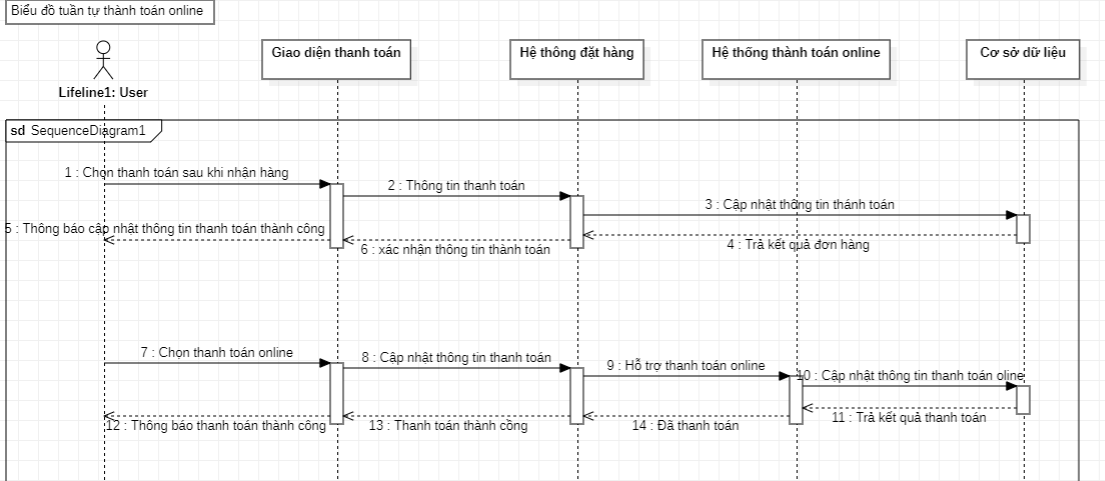 Biểu đồ tuần tự thành toán online
Lifeline1: User
Giao diện thanh toán
Hệ thông đặt hàng
Hệ thống thành toán online
Cơ sở dữ liệu
sd SequenceDiagram1
1 : Chọn thanh toán sau khi nhận hàng
2 : Thông tin thanh toán
3 : Cập nhật thông tin thánh toán
4 : Trả kết quả đơn hàng
5 : Thông báo cập nhật thông tin thanh toán thành công
6 : xác nhận thông tin thành toán
7 : Chọn thanh toán online
8 : Cập nhật thông tin thanh toán
9 : Hỗ trợ thanh toán online
10 : Cập nhật thông tin thanh toán oline
11 : Trả kết quả thanh toán
12 : Thông báo thanh toán thành công
13 : Thanh toán thành cồng
14 : Đã thanh toán